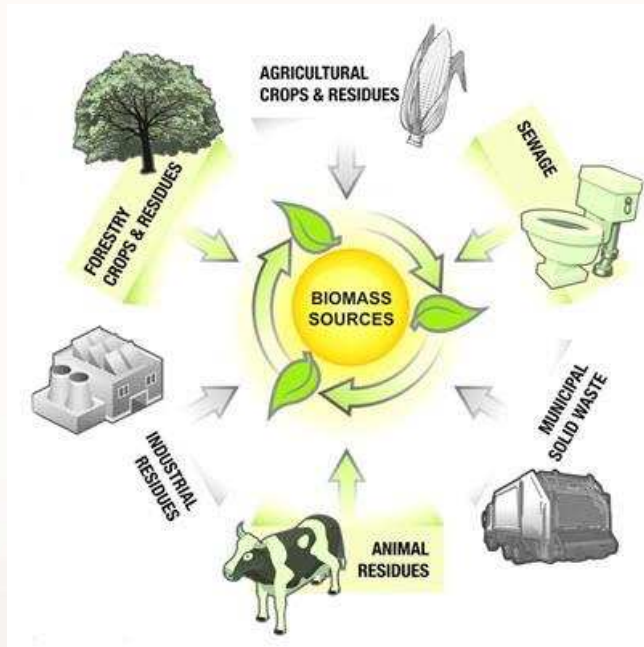 AGRICULTURAL
CROPS & RESIDUES
SEWAGE
FORESTRY
CROPS & RESIDUES
BIOMASS
SOURCES
MUNICIPAL
SOLID WASTE
INDUSTRIAL
RESIDUES
ANIMAL
RESIDUES